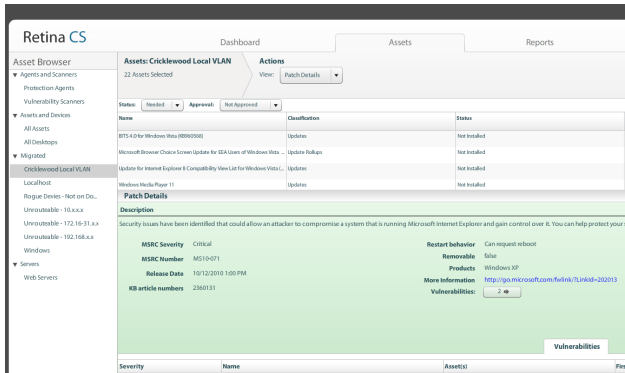 Retina CS
Dashboard
Assets
Reports
Asset Browser
Agents and Scanners
Protection Agents
Vulnerability Scanners
Assets and Devices
All Assets
All Desktops
Migrated
Cricklewood Local VLAN
Localhost
Rogue Devies - Not on Do...
Unrouteable - 10.x.x.x
Unrouteable - 172.16-31.x.x
Unrouteable - 192.168.x.x
Windows
Servers
Web Servers
Assets: Cricklewood Local VLAN
22 Assets Selected
Actions
View: Patch Details
Status: Needed Approval: Not Approved
Name Classification Status
BITS 4.0 for Windows Vista (KB960568) Updates Not Installed
Microsoft Browser Choice Screen Update for EEA Users of Windows Vista ... Update Rollups Not Installed
Update for Internet Explorer 8 Compatibility View List for Windows Vista (... Updates Not Installed
Windows Media Player 11 Updates Not Installed
Patch Details
Description
Security issues have been identified that could allow an attacker to compromise a system that is running Microsoft Internet Explorer and gain control over it. You can help protect your
MSRC Severity Critical
MSRC Number MS10-071
Release Date 10/12/2010 1:00 PM
KB article numbers 2360131
Restart behavior Can request reboot
Removable false
Products Windows XP
More Information http://go.microsoft.com/fwlink/?LinkId=202013
Vulnerabilities: 2
Vulnerabilities
Severity Name Asset(s) Firs